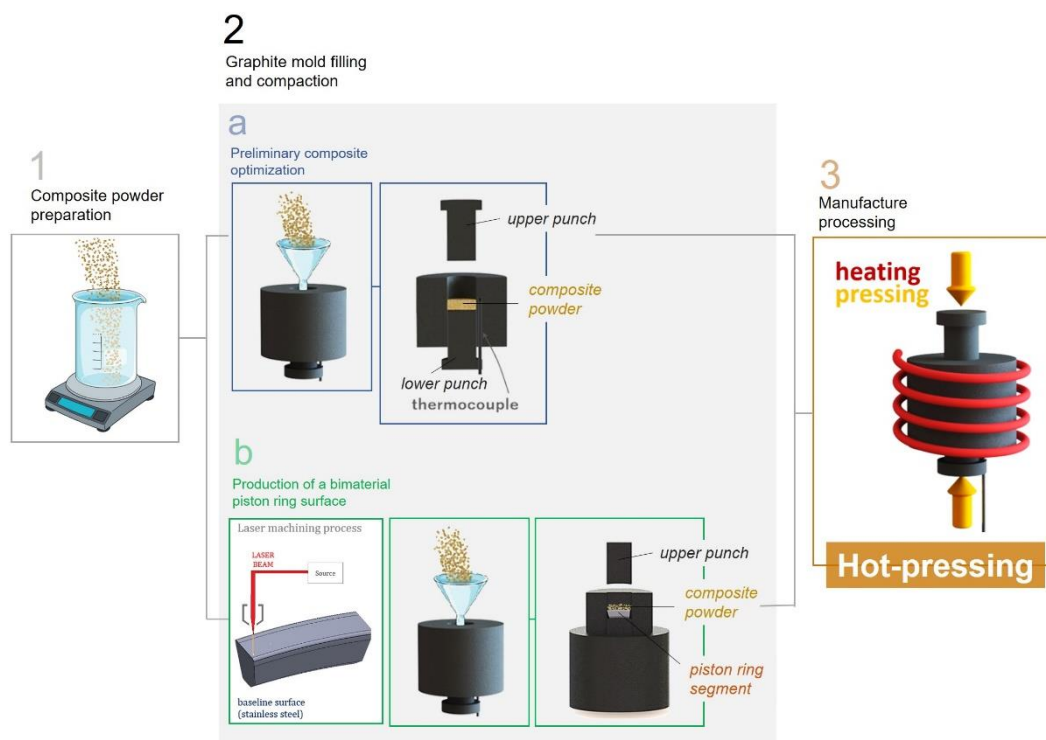 2
Graphite mold filling
and compaction
a
Preliminary composite
optimization
1
Composite powder
preparation
upper punch
composite
powder
lower punch
thermocouple
3
Manufacture
processing
heating
pressing
Hot-pressing
b
Production of a bimaterial
piston ring surface
Laser machining process
LASER
BEAM
Source
baseline surface
(stainless steel)
upper punch
composite
powder
piston ring
segment